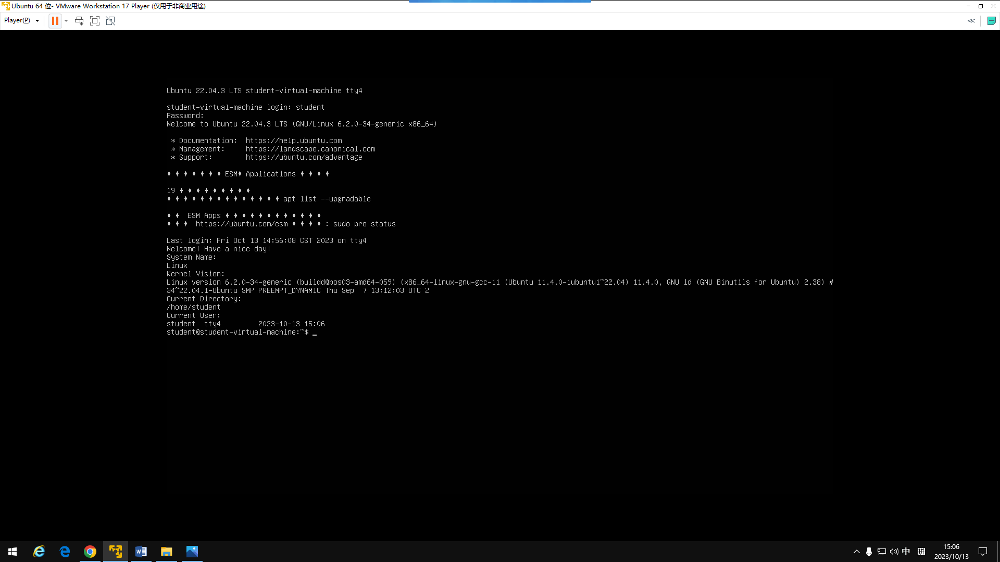 Ubuntu 64 位- VMware Workstation 17 Player (仅用于非商业用途)
Player(P)
Ubuntu 22.04.3 LTS student-virtual-machine tty4
student-virtual-machine login: student
Password:
Welcome to Ubuntu 22.04.3 LTS (GNU/Linux 6.2.0-34-generic x86_64)
* Documentation:  https://help.ubuntu.com
* Management:     https://landscape.canonical.com
* Support:        https://ubuntu.com/advantage
♦ ♦ ♦ ♦ ♦ ♦ ♦ ESM♦ Applications ♦ ♦ ♦ ♦
19 ♦ ♦ ♦ ♦ ♦ ♦ ♦ ♦ ♦
♦ ♦ ♦ ♦ ♦ ♦ ♦ ♦ ♦ ♦ ♦ ♦ ♦ ♦ apt list --upgradable
♦ ♦  ESM Apps ♦ ♦ ♦ ♦ ♦ ♦ ♦ ♦ ♦ ♦ ♦ ♦
♦ ♦ ♦  https://ubuntu.com/esm ♦ ♦ ♦ ♦ : sudo pro status
Last login: Fri Oct 13 14:56:08 CST 2023 on tty4
Welcome! Have a nice day!
System Name:
Linux
Kernel Vision:
Linux version 6.2.0-34-generic (buildd@bos03-amd64-059) (x86_64-linux-gnu-gcc-11 (Ubuntu 11.4.0-1ubuntu1~22.04) 11.4.0, GNU ld (GNU Binutils for Ubuntu) 2.38) #
34~22.04.1-Ubuntu SMP PREEMPT_DYNAMIC Thu Sep  7 13:12:03 UTC 2
Current Directory:
/home/student
Current User:
student  tty4         2023-10-13 15:06
student@student-virtual-machine:~$ _
中
拼
15:06
2023/10/13